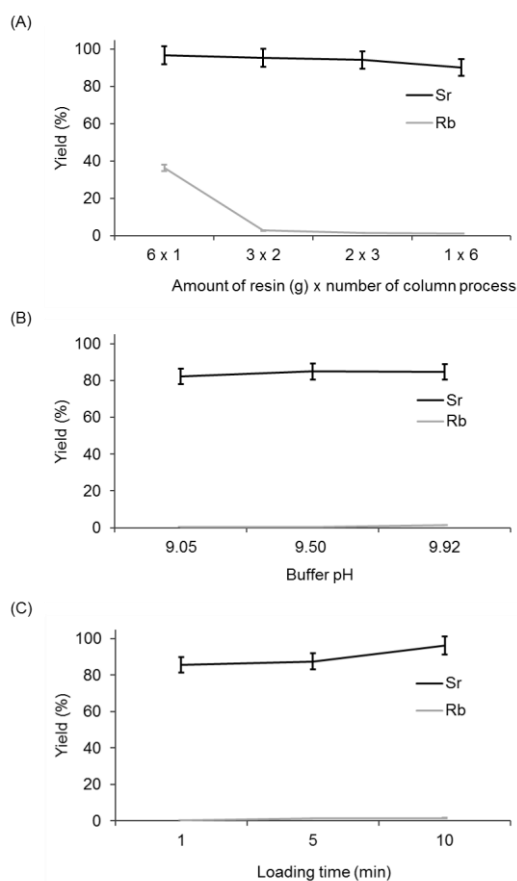 (A)
100
80
60
40
20
0
Yield (%)
Sr
Rb
6 x 1
3 x 2
2 x 3
1 x 6
Amount of resin (g) x number of column process
(B)
100
80
60
40
20
0
Yield (%)
Sr
Rb
9.05
9.50
9.92
Buffer pH
(C)
100
80
60
40
20
0
Yield (%)
Sr
Rb
1
5
10
Loading time (min)